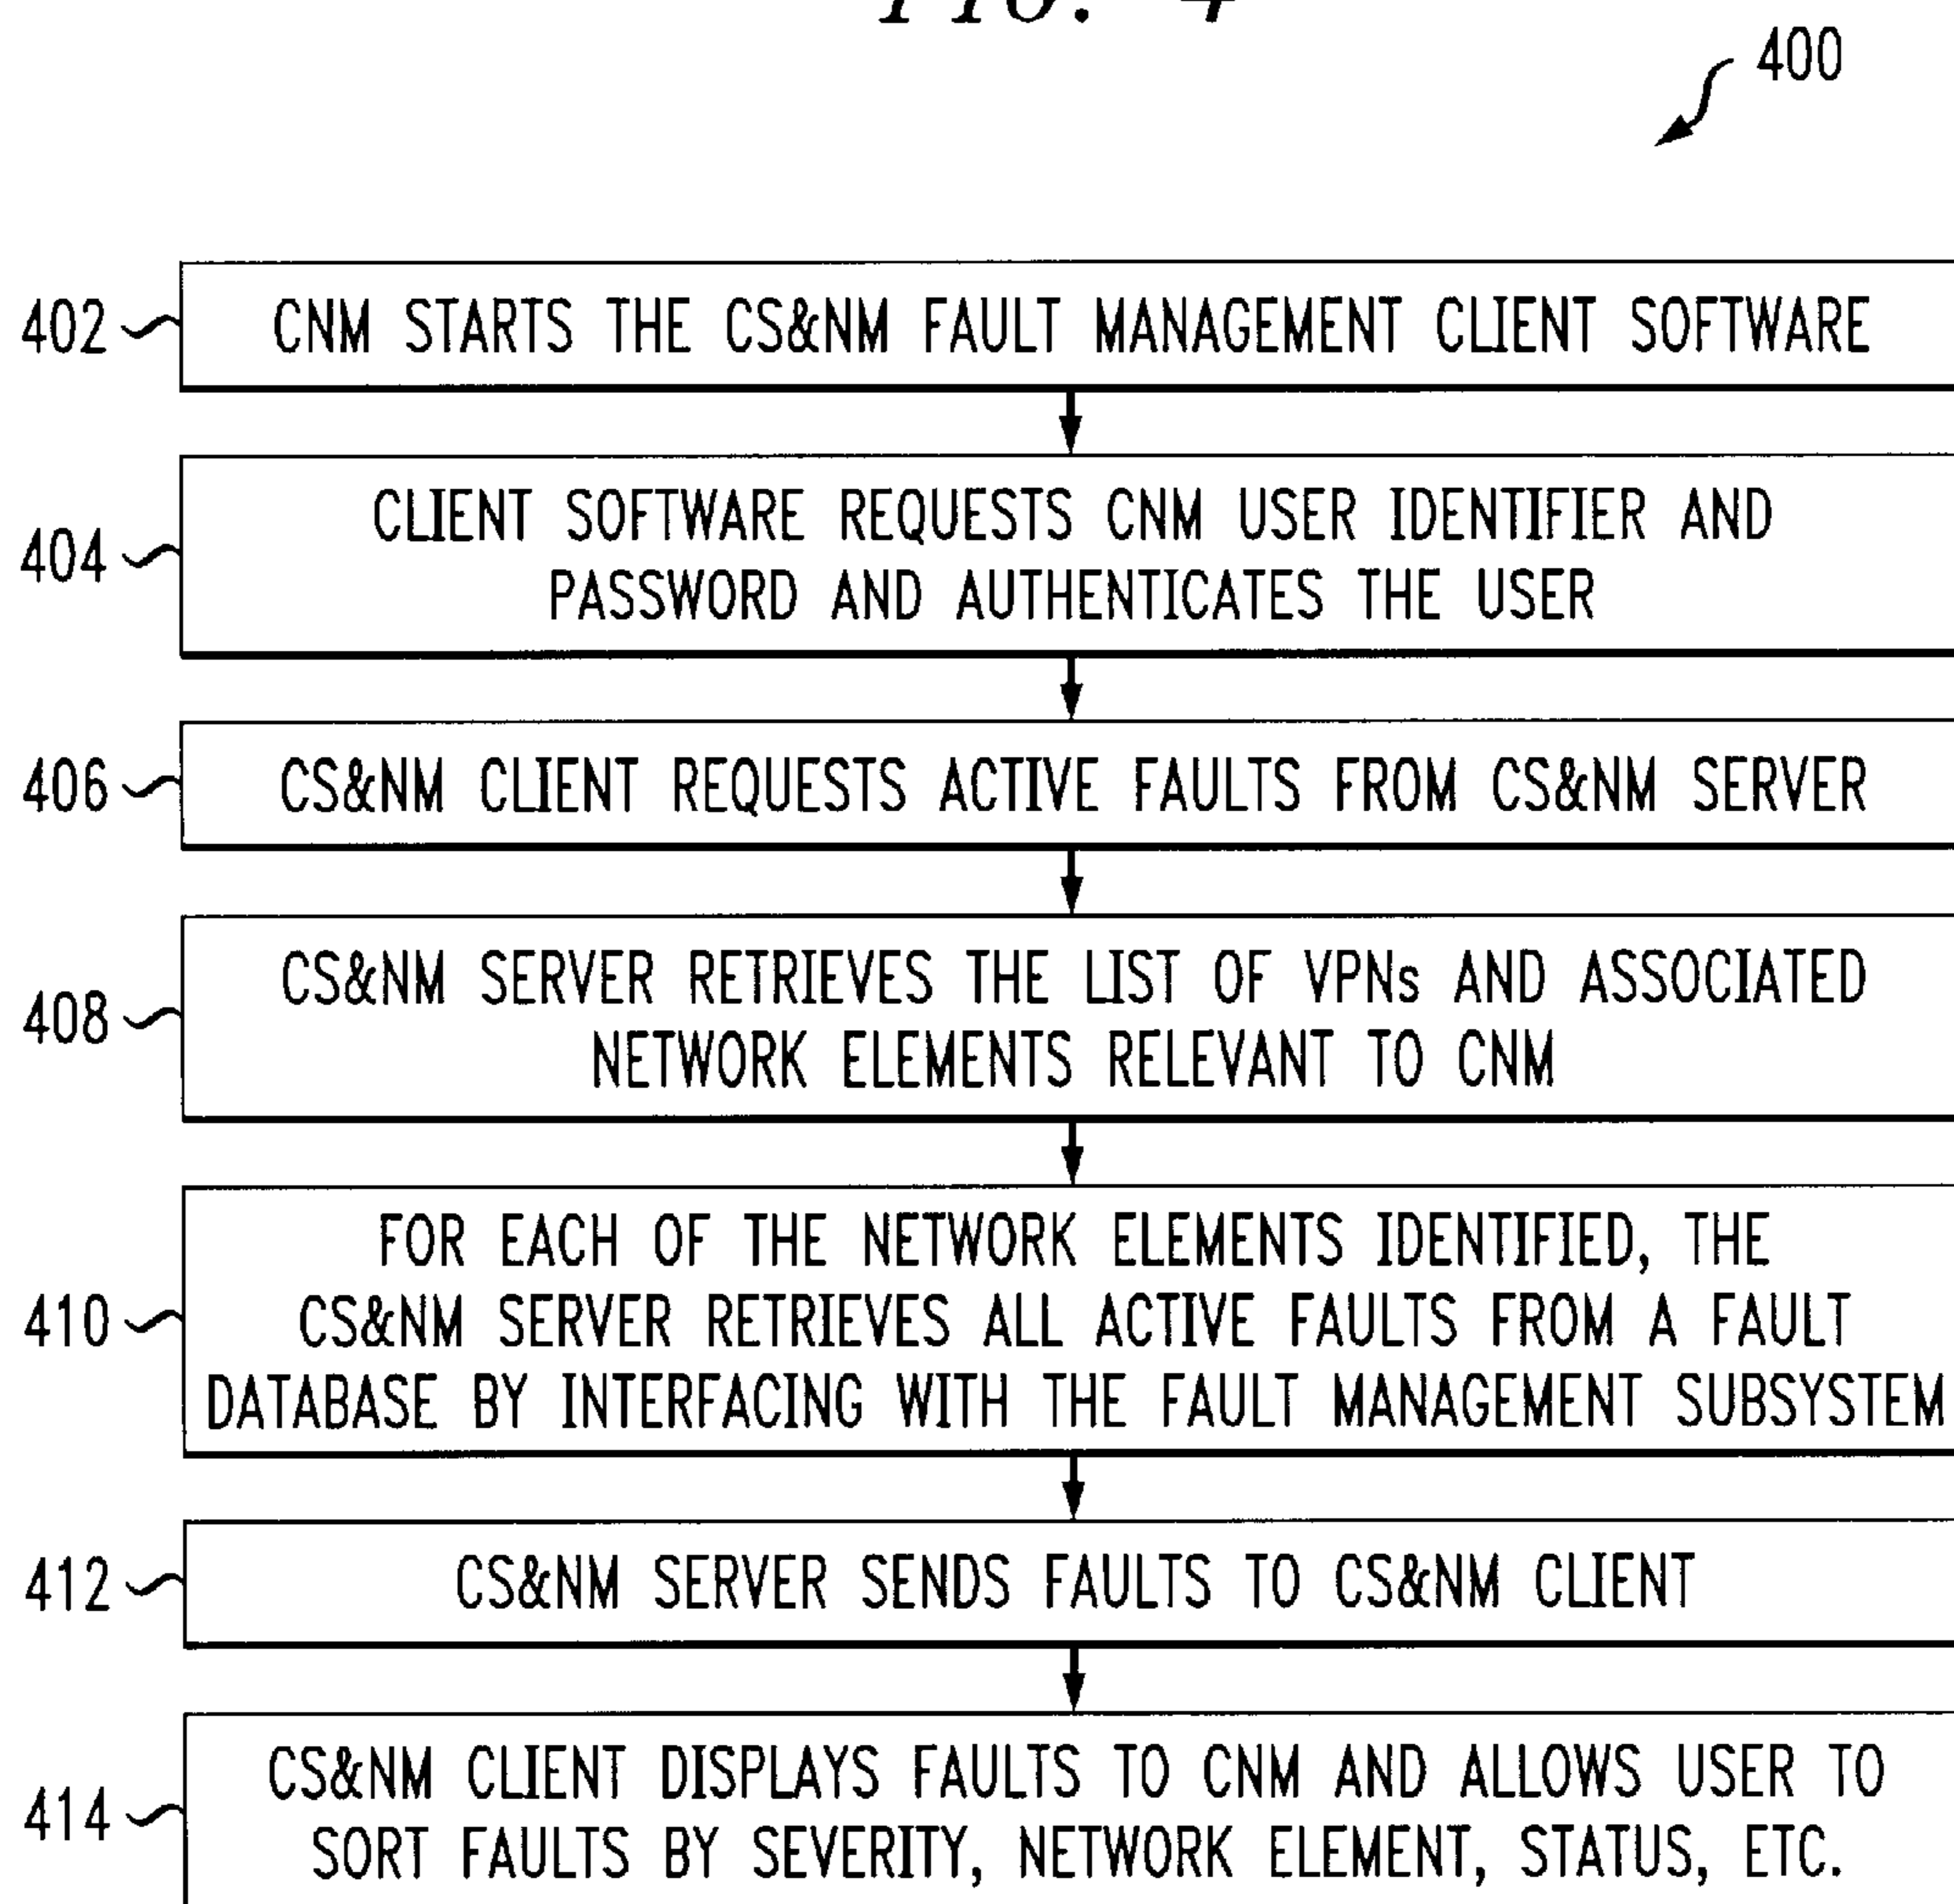 FIG. 4
400
402
CNM STARTS THE CS&NM FAULT MANAGEMENT CLIENT SOFTWARE
404
CLIENT SOFTWARE REQUESTS CNM USER IDENTIFIER AND
PASSWORD AND AUTHENTICATES THE USER
406
CS&NM CLIENT REQUESTS ACTIVE FAULTS FROM CS&NM SERVER
408
CS&NM SERVER RETRIEVES THE LIST OF VPNs AND ASSOCIATED
NETWORK ELEMENTS RELEVANT TO CNM
410
FOR EACH OF THE NETWORK ELEMENTS IDENTIFIED, THE
CS&NM SERVER RETRIEVES ALL ACTIVE FAULTS FROM A FAULT
DATABASE BY INTERFACING WITH THE FAULT MANAGEMENT SUBSYSTEM
412
CS&NM SERVER SENDS FAULTS TO CS&NM CLIENT
414
CS&NM CLIENT DISPLAYS FAULTS TO CNM AND ALLOWS USER TO
SORT FAULTS BY SEVERITY, NETWORK ELEMENT, STATUS, ETC.